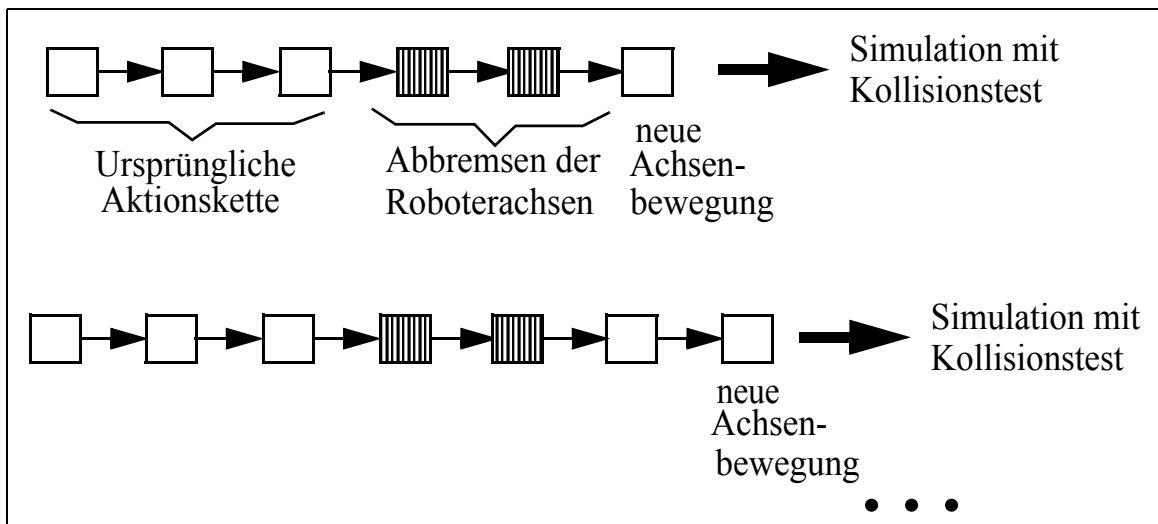 Simulation mit
Kollisionstest
Ursprüngliche
Aktionskette
Abbremsen der
Roboterachsen
neue
Achsen-
bewegung
Simulation mit
Kollisionstest
neue
Achsen-
bewegung
• • •